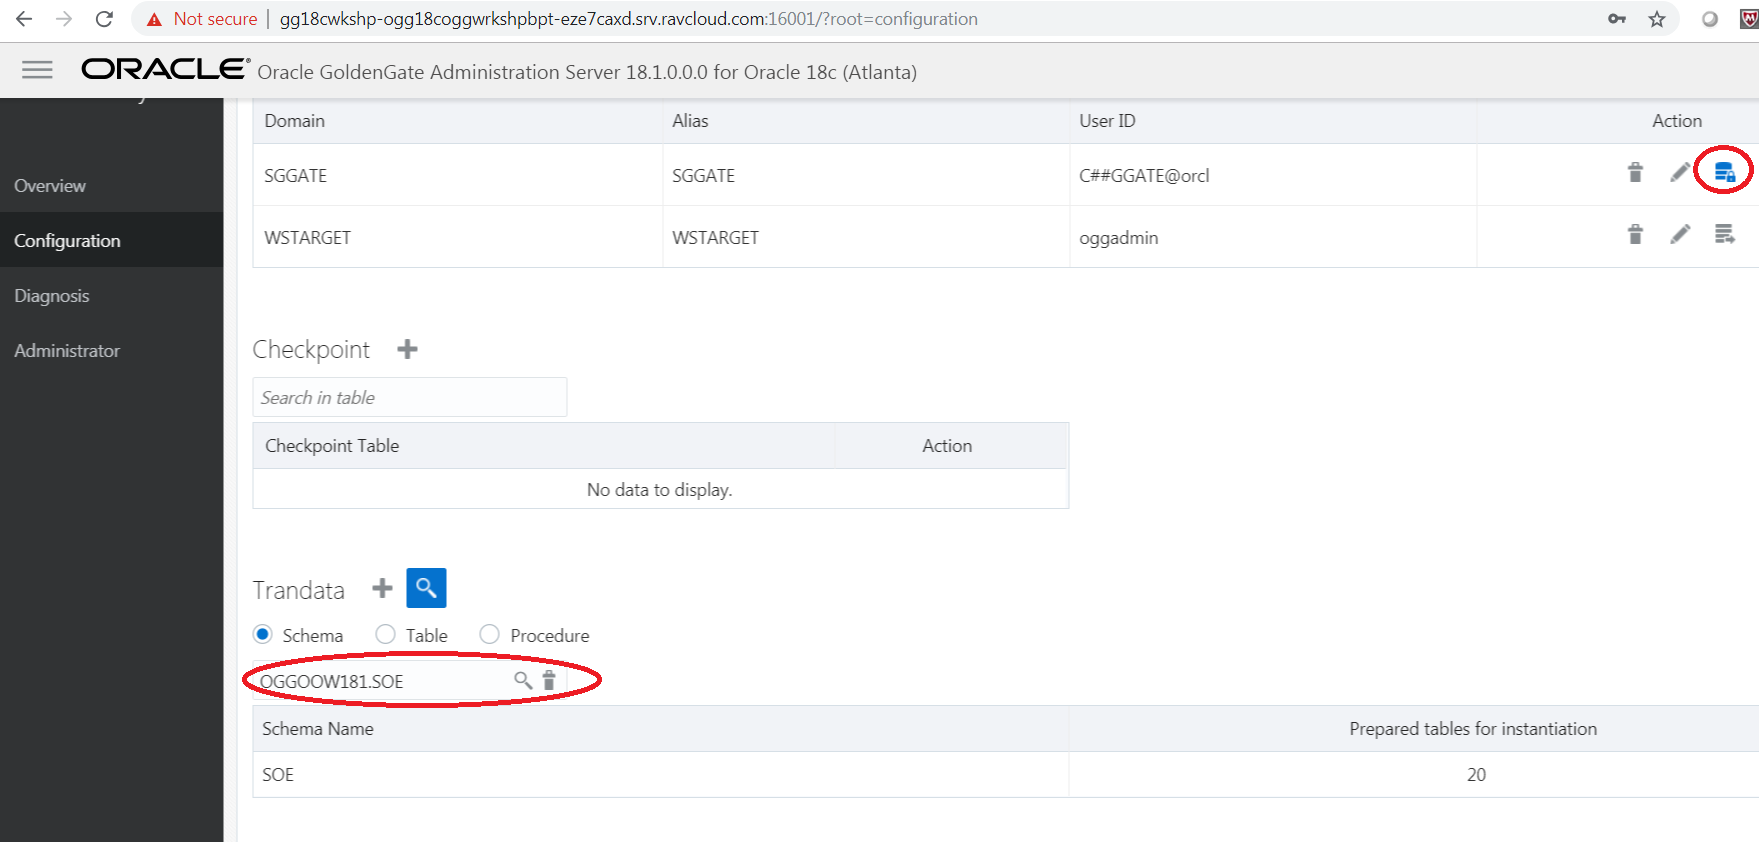 Not secure | gg18cwkshp-ogg18coggwrkshpbpt-eze7caxd.srv.ravcloud.com:16001/?root=configuration
ORACLE® Oracle GoldenGate Administration Server 18.1.0.0.0 for Oracle 18c (Atlanta)
Overview
Configuration
Diagnosis
Administrator
Domain Alias User ID Action
SGGATE SGGATE C##GGATE@orcl
WSTARGET WSTARGET oggadmin
Checkpoint
Search in table
Checkpoint Table Action
No data to display.
Trandata
Schema Table Procedure
OGGOOW181.SOE
Schema Name Prepared tables for instantiation
SOE 20